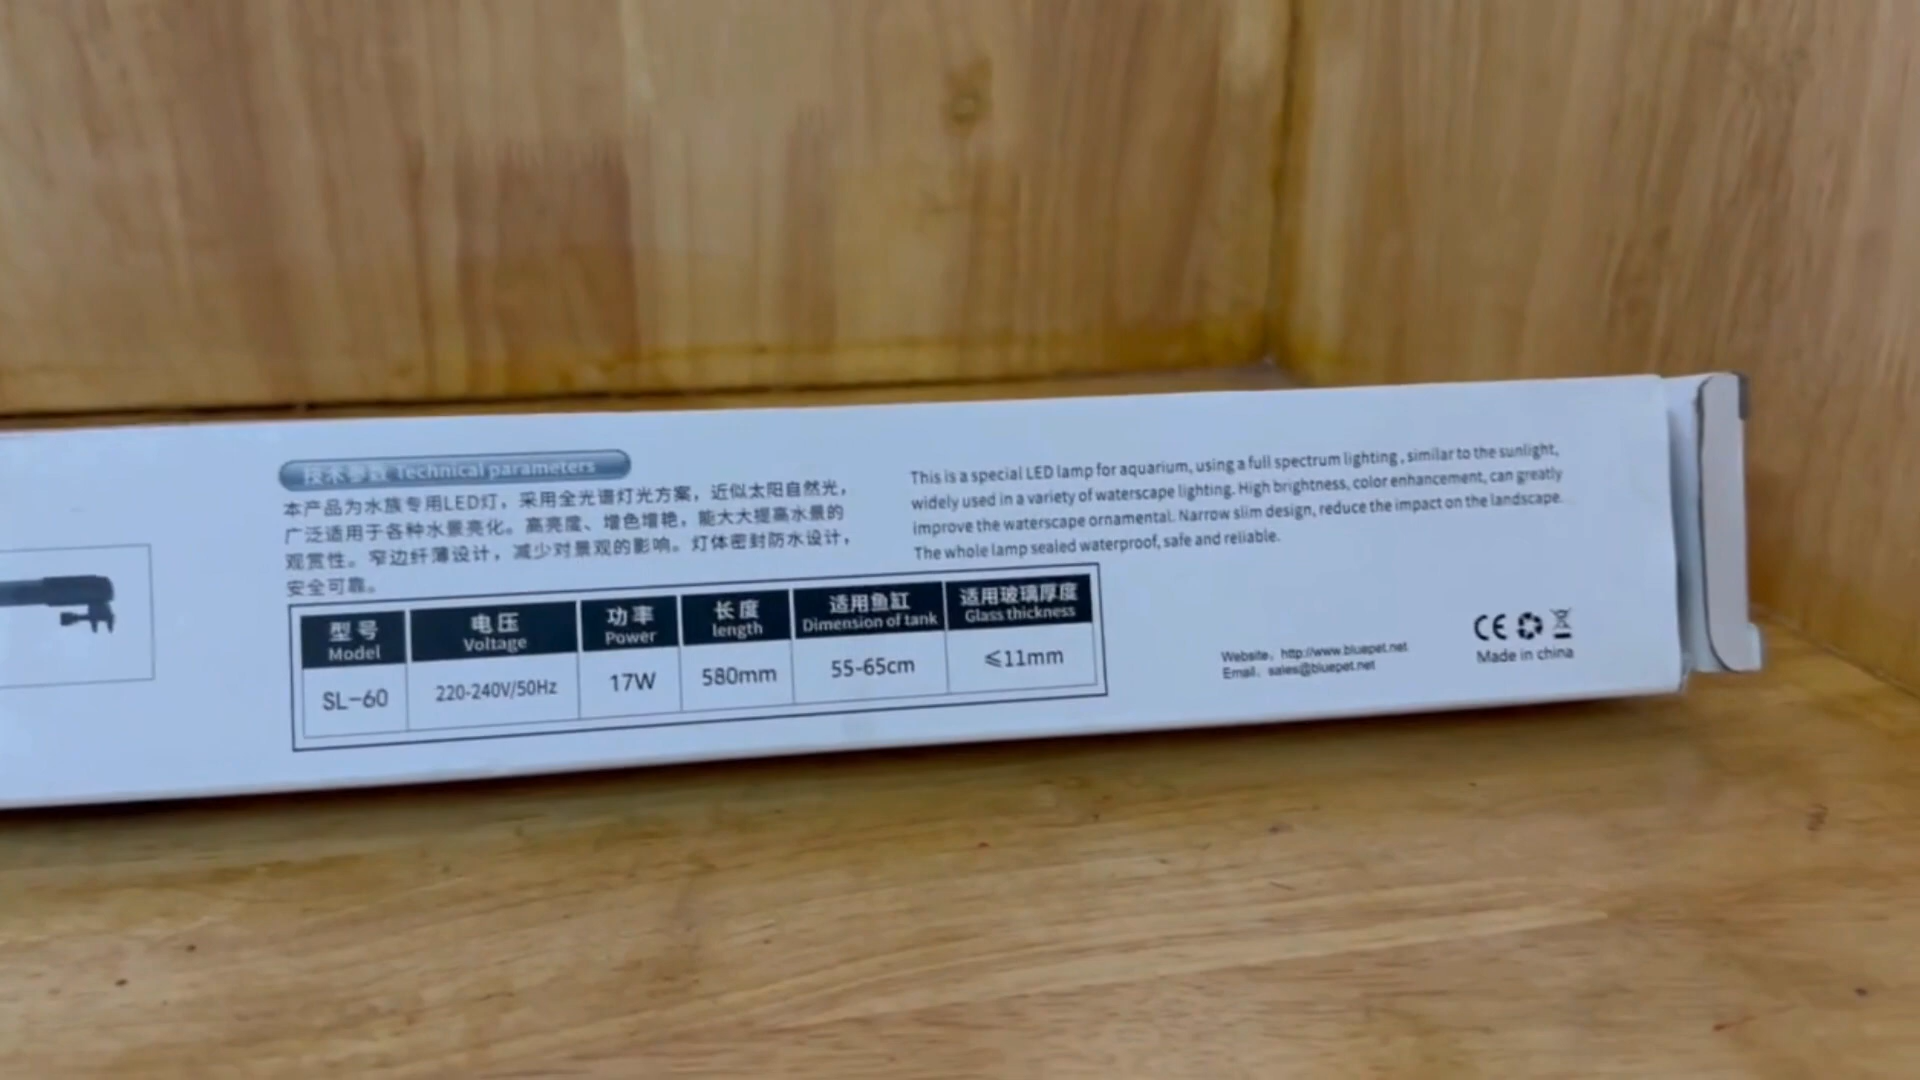 技术参数 Technical parameters
本产品为水族专用LED灯，采用全光谱灯光方案，近似太阳自然光，
广泛适用于各种水景亮化。高亮度、增色增艳，能大大提高水景的
观赏性。窄边纤薄设计，减少对景观的影响。灯体密封防水设计，
安全可靠。
This is a special LED lamp for aquarium, using a full spectrum lighting , similar to the sunlight,
widely used in a variety of waterscape lighting. High brightness, color enhancement, can greatly
improve the waterscape ornamental. Narrow slim design, reduce the impact on the landscape.
The whole lamp sealed waterproof, safe and reliable.
型号 电压 功率 长度 适用鱼缸 适用玻璃厚度
Model Voltage Power length Dimension of tank Glass thickness
SL-60 220-240V/50Hz 17W 580mm 55-65cm ≤11mm
Website：http://www.bluepet.net
Email：sales@bluepet.net
CE
Made in china